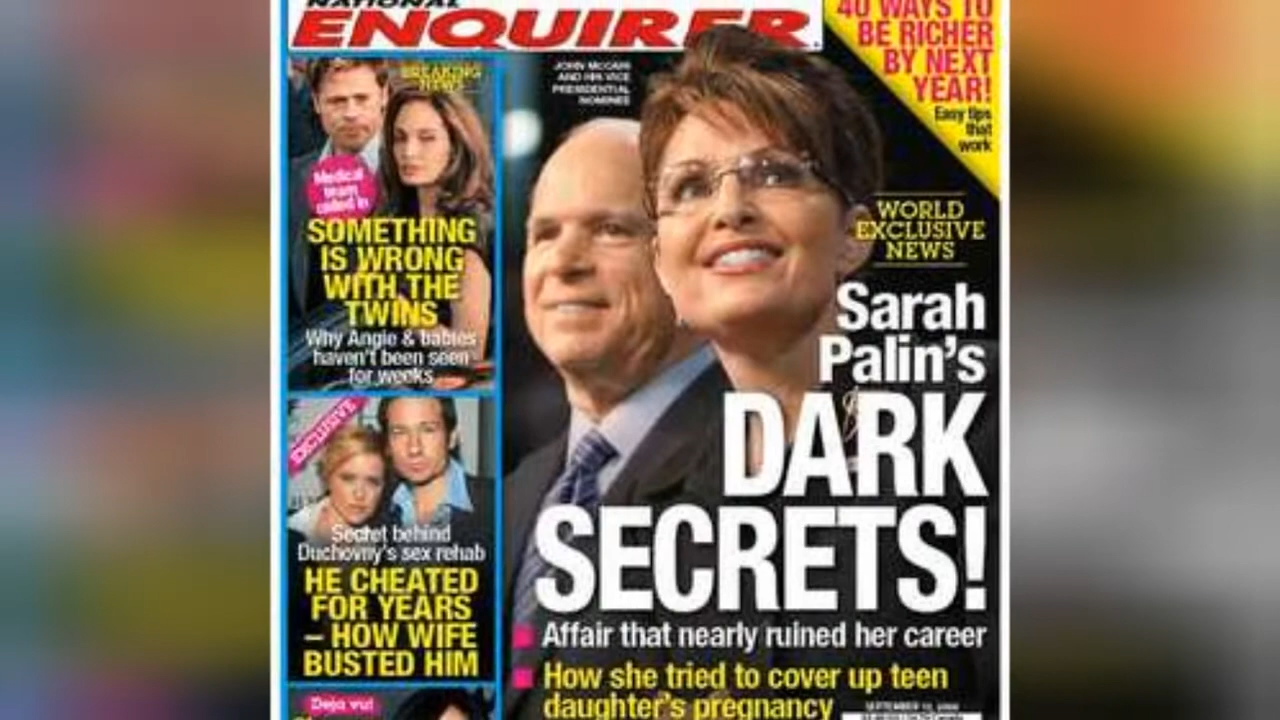 NATIONAL
ENQUIRER
40 WAYS TO
BE RICHER
BY NEXT
YEAR!
Easy tips
that
work
JOHN MCCAIN
AND HIS VICE
PRESIDENTIAL
NOMINEE
BREAKING
NEWS
Medical
team
called in
SOMETHING
IS WRONG
WITH THE
TWINS
Why Angie & babies
haven't been seen
for weeks
WORLD
EXCLUSIVE
NEWS
Sarah
Palin's
DARK
SECRETS!
Affair that nearly ruined her career
How she tried to cover up teen
daughter's pregnancy
EXCLUSIVE
Secret behind
Duchovny's sex rehab
HE CHEATED
FOR YEARS
– HOW WIFE
BUSTED HIM
Deja vu!